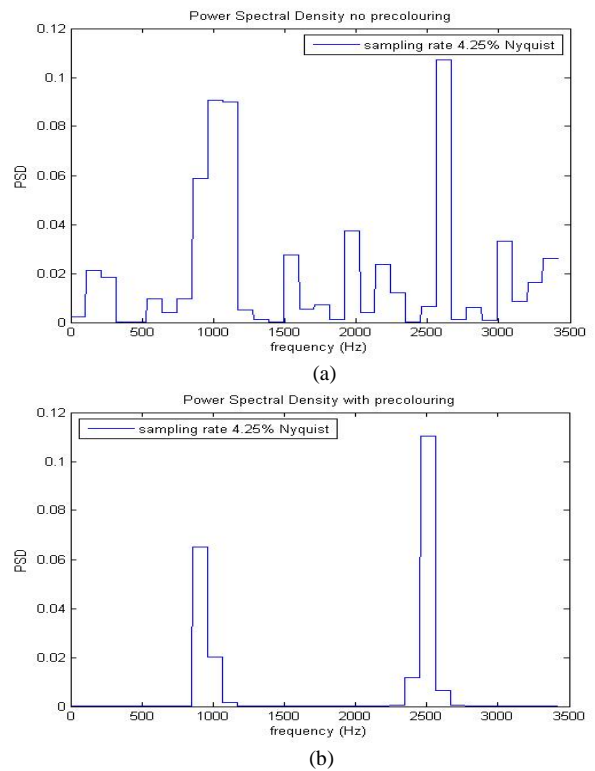 Power Spectral Density no precolouring
sampling rate 4.25% Nyquist
0.12
0.1
0.08
0.06
0.04
0.02
0
PSD
0 500 1000 1500 2000 2500 3000 3500
frequency (Hz)
(a)
Power Spectral Density with precolouring
sampling rate 4.25% Nyquist
0.12
0.1
0.08
0.06
0.04
0.02
0
PSD
0 500 1000 1500 2000 2500 3000 3500
frequency (Hz)
(b)